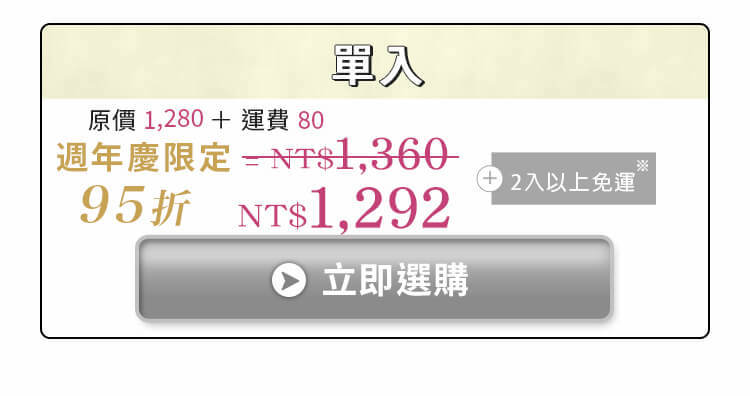 單入
原價 1,280 + 運費 80
週年慶限定 = NT$1,360
95折 NT$1,292
+ 2入以上免運※
立即選購